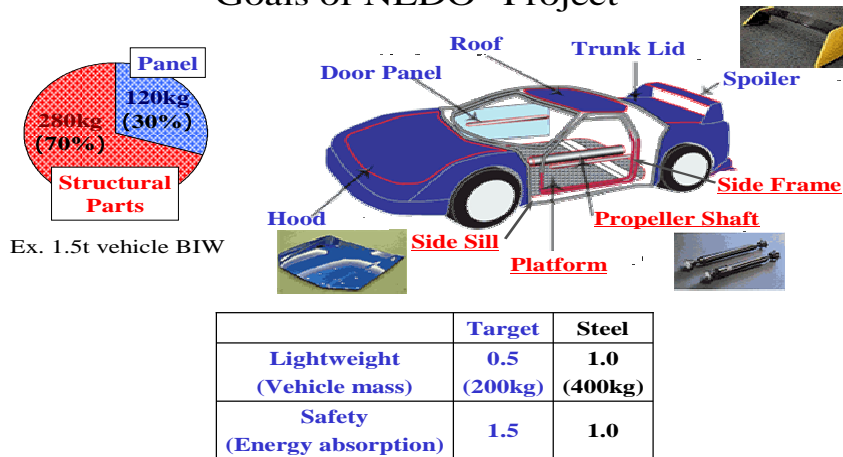 Goals of NEDO Project
Panel
120kg
(30%)
280kg
(70%)
Structural
Parts
Ex. 1.5t vehicle BIW
Roof
Trunk Lid
Door Panel
Spoiler
Side Frame
Propeller Shaft
Hood
Side Sill
Platform
Target Steel
Lightweight
(Vehicle mass)
0.5
(200kg)
1.0
(400kg)
Safety
(Energy absorption)
1.5
1.0